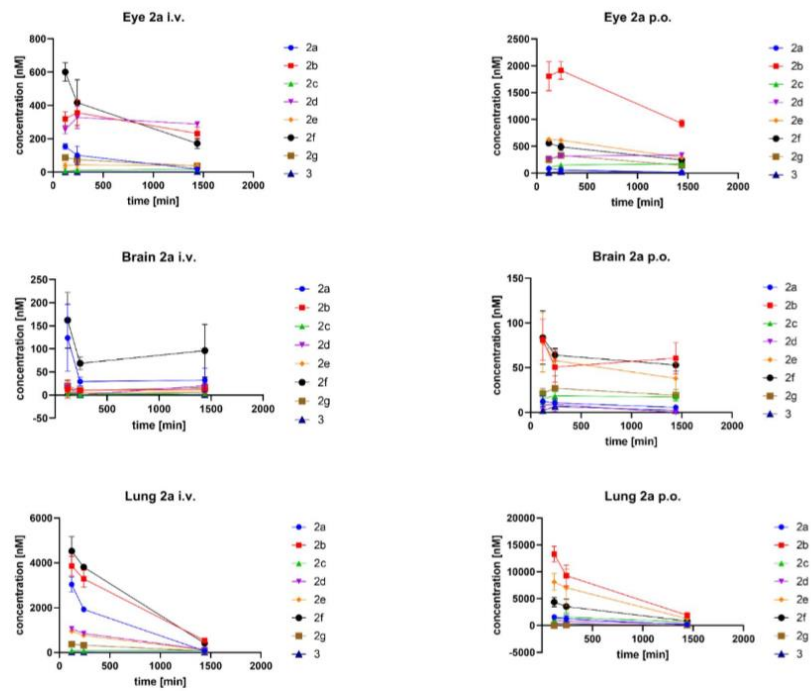 Eye 2a i.v.
concentration [nM]
800
600
400
200
0
0 500 1000 1500 2000
time [min]
2a
2b
2c
2d
2e
2f
2g
3
Eye 2a p.o.
concentration [nM]
2500
2000
1500
1000
500
0
0 500 1000 1500 2000
time [min]
2a
2b
2c
2d
2e
2f
2g
3
Brain 2a i.v.
concentration [nM]
250
200
150
100
50
0
-50
500 1000 1500 2000
time [min]
2a
2b
2c
2d
2e
2f
2g
3
Brain 2a p.o.
concentration [nM]
150
100
50
0
0 500 1000 1500 2000
time [min]
2a
2b
2c
2d
2e
2f
2g
3
Lung 2a i.v.
concentration [nM]
6000
4000
2000
0
0 500 1000 1500 2000
time [min]
2a
2b
2c
2d
2e
2f
2g
3
Lung 2a p.o.
concentration [nM]
20000
15000
10000
5000
0
-5000
500 1000 1500 2000
time [min]
2a
2b
2c
2d
2e
2f
2g
3